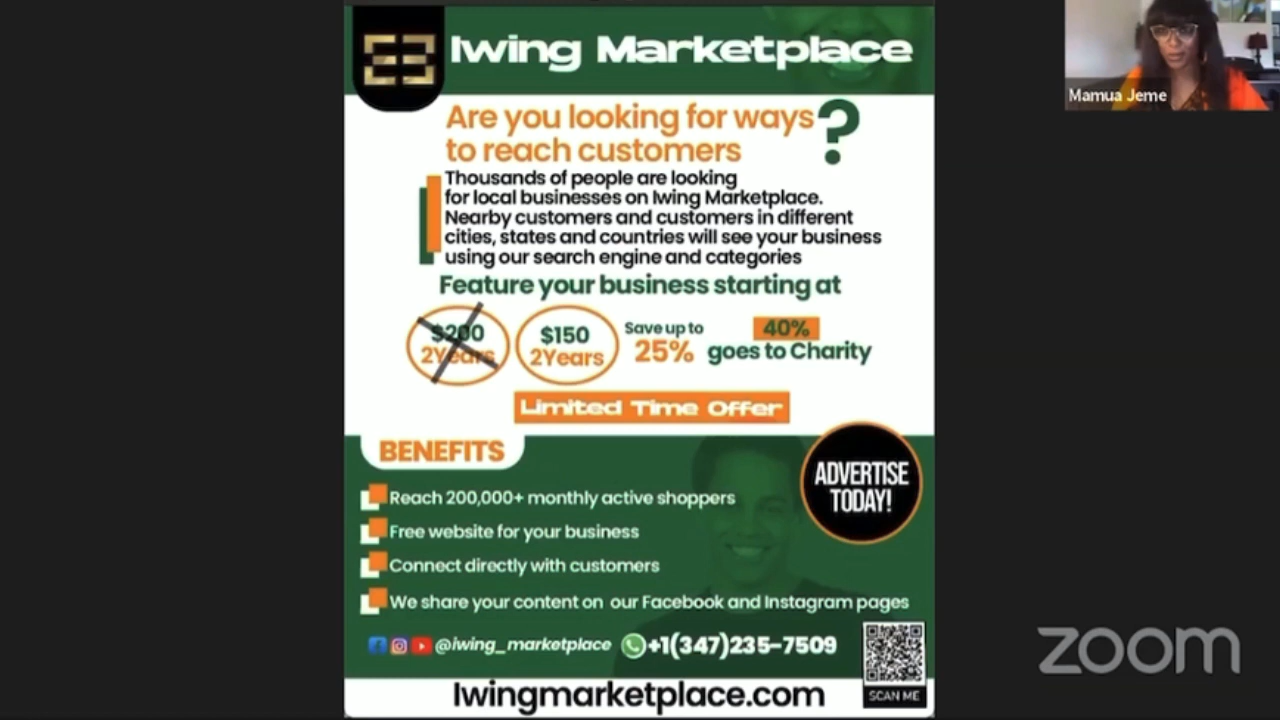 Iwing Marketplace
Are you looking for ways
to reach customers ?
Thousands of people are looking
for local businesses on Iwing Marketplace.
Nearby customers and customers in different
cities, states and countries will see your business
using our search engine and categories
Feature your business starting at
$200
2Years
$150
2Years
Save up to
25%
40%
goes to Charity
Limited Time Offer
BENEFITS
ADVERTISE
TODAY!
Reach 200,000+ monthly active shoppers
Free website for your business
Connect directly with customers
We share your content on our Facebook and Instagram pages
@iwing_marketplace +1(347)235-7509
SCAN ME
Iwingmarketplace.com
Mamua Jeme
zoom